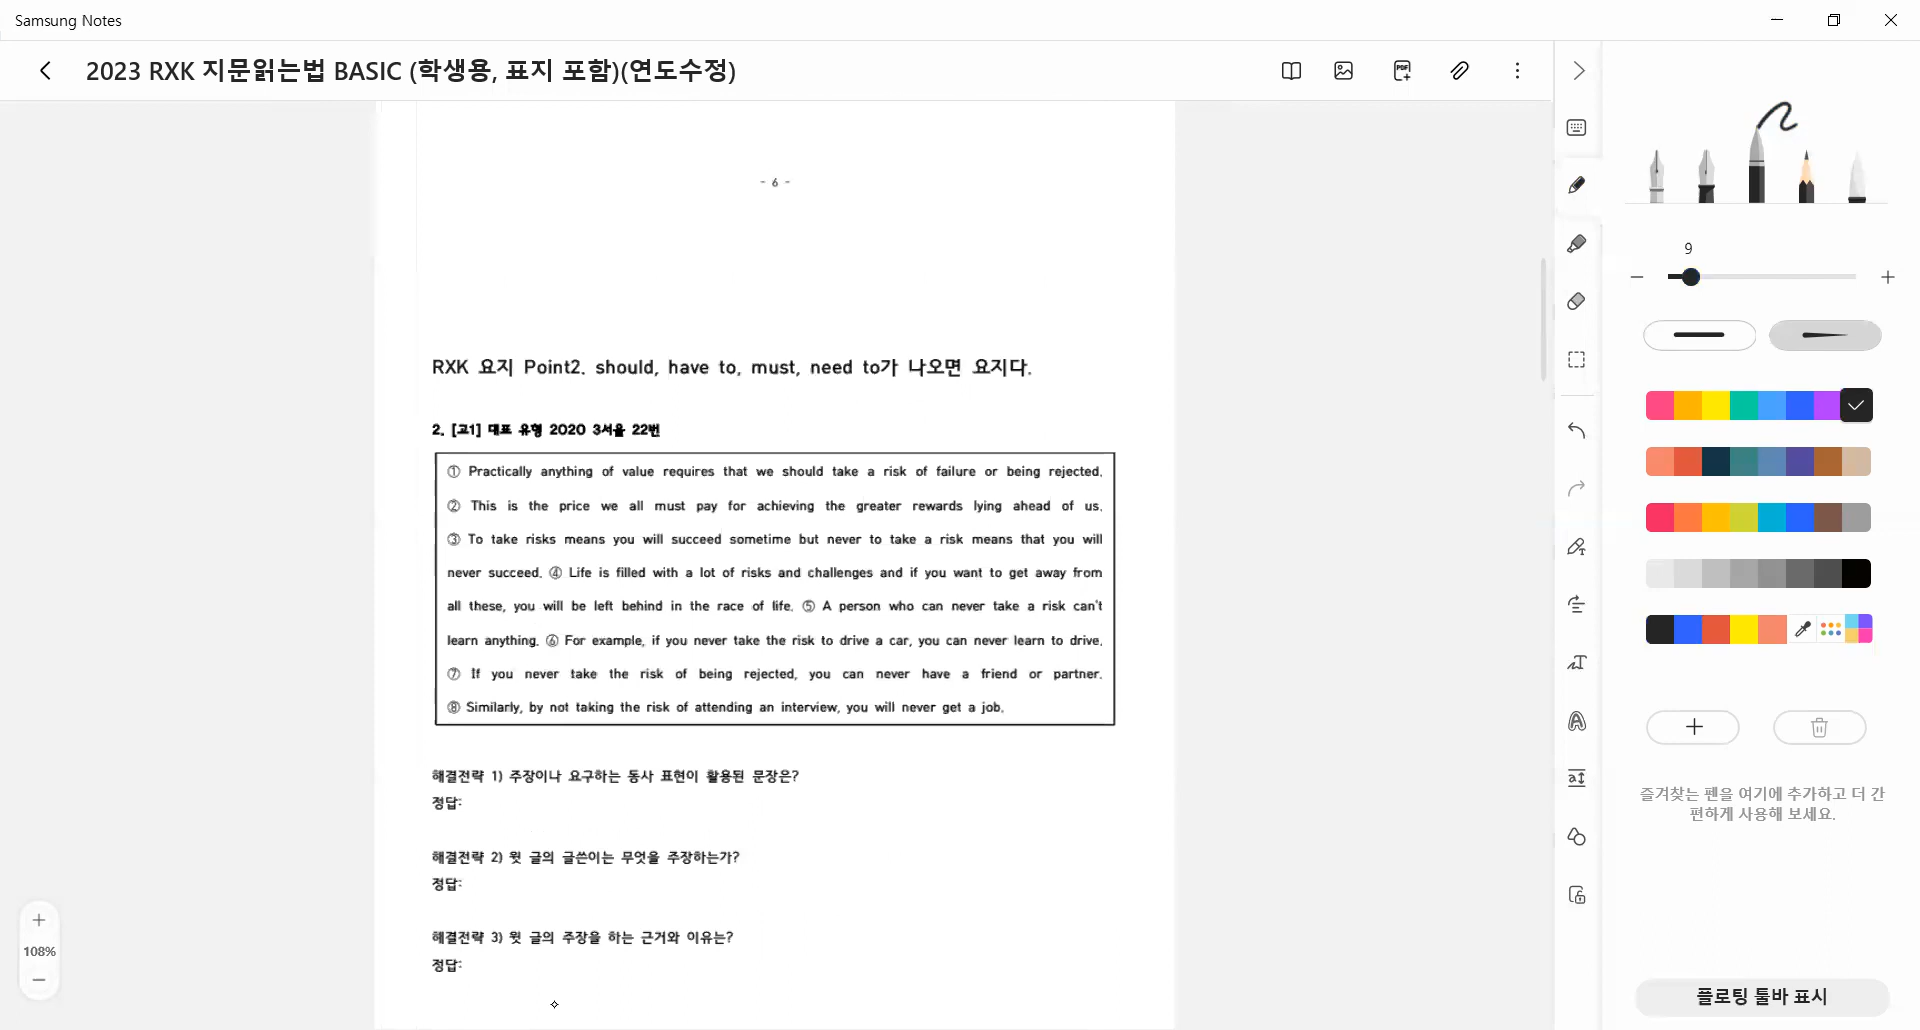 Samsung Notes
2023 RXK 지문읽는법 BASIC (학생용, 표지 포함)(연도수정)
- 6 -
RXK 요지 Point2. should, have to, must, need to가 나오면 요지다.
2. [고1] 대표 유형 2020 3서울 22번
① Practically anything of value requires that we should take a risk of failure or being rejected.
② This is the price we all must pay for achieving the greater rewards lying ahead of us.
③ To take risks means you will succeed sometime but never to take a risk means that you will
never succeed. ④ Life is filled with a lot of risks and challenges and if you want to get away from
all these, you will be left behind in the race of life. ⑤ A person who can never take a risk can't
learn anything. ⑥ For example, if you never take the risk to drive a car, you can never learn to drive.
⑦ If you never take the risk of being rejected, you can never have a friend or partner.
⑧ Similarly, by not taking the risk of attending an interview, you will never get a job.
해결전략 1) 주장이나 요구하는 동사 표현이 활용된 문장은?
정답:
해결전략 2) 윗 글의 글쓴이는 무엇을 주장하는가?
정답:
해결전략 3) 윗 글의 주장을 하는 근거와 이유는?
정답:
108%
PDF
9
즐겨찾는 펜을 여기에 추가하고 더 간
편하게 사용해 보세요.
플로팅 툴바 표시